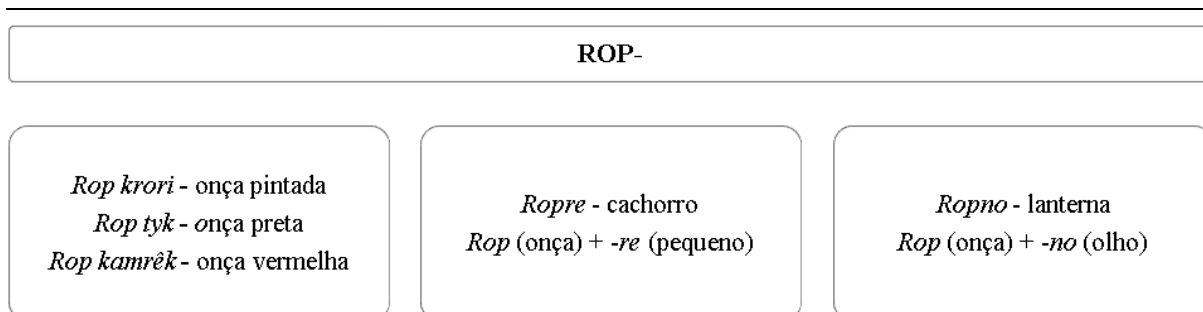 ROP-
Rop krori - onça pintada
Rop tyk - onça preta
Rop kamrêk - onça vermelha
Ropre - cachorro
Rop (onça) + -re (pequeno)
Ropno - lanterna
Rop (onça) + -no (olho)